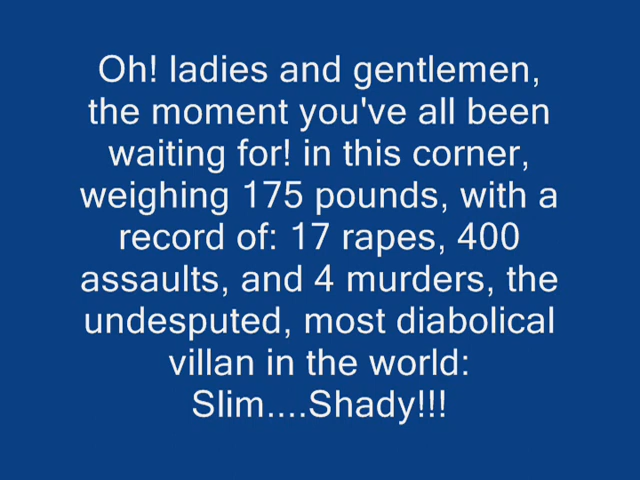 Oh! ladies and gentlemen,
the moment you've all been
waiting for! in this corner,
weighing 175 pounds, with a
record of: 17 rapes, 400
assaults, and 4 murders, the
undesputed, most diabolical
villan in the world:
Slim....Shady!!!